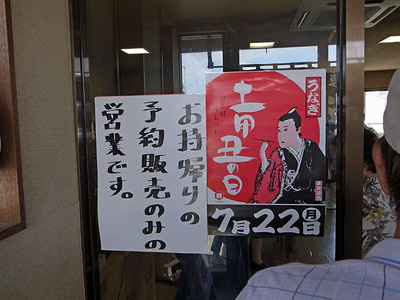 お持帰りの
予約販売のみの
営業です。
うなぎ
土用
丑の日
7月22日
月